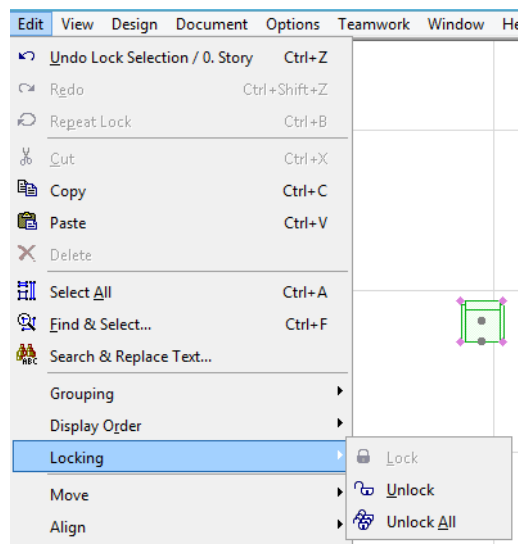 Edit View Design Document Options Teamwork Window He
Undo Lock Selection / 0. Story Ctrl+Z
Redo Ctrl+Shift+Z
Repeat Lock Ctrl+B
Cut Ctrl+X
Copy Ctrl+C
Paste Ctrl+V
Delete
Select All Ctrl+A
Find & Select... Ctrl+F
ABC Search & Replace Text...
Grouping
Display Order
Locking
Lock
Move
Unlock
Align
Unlock All